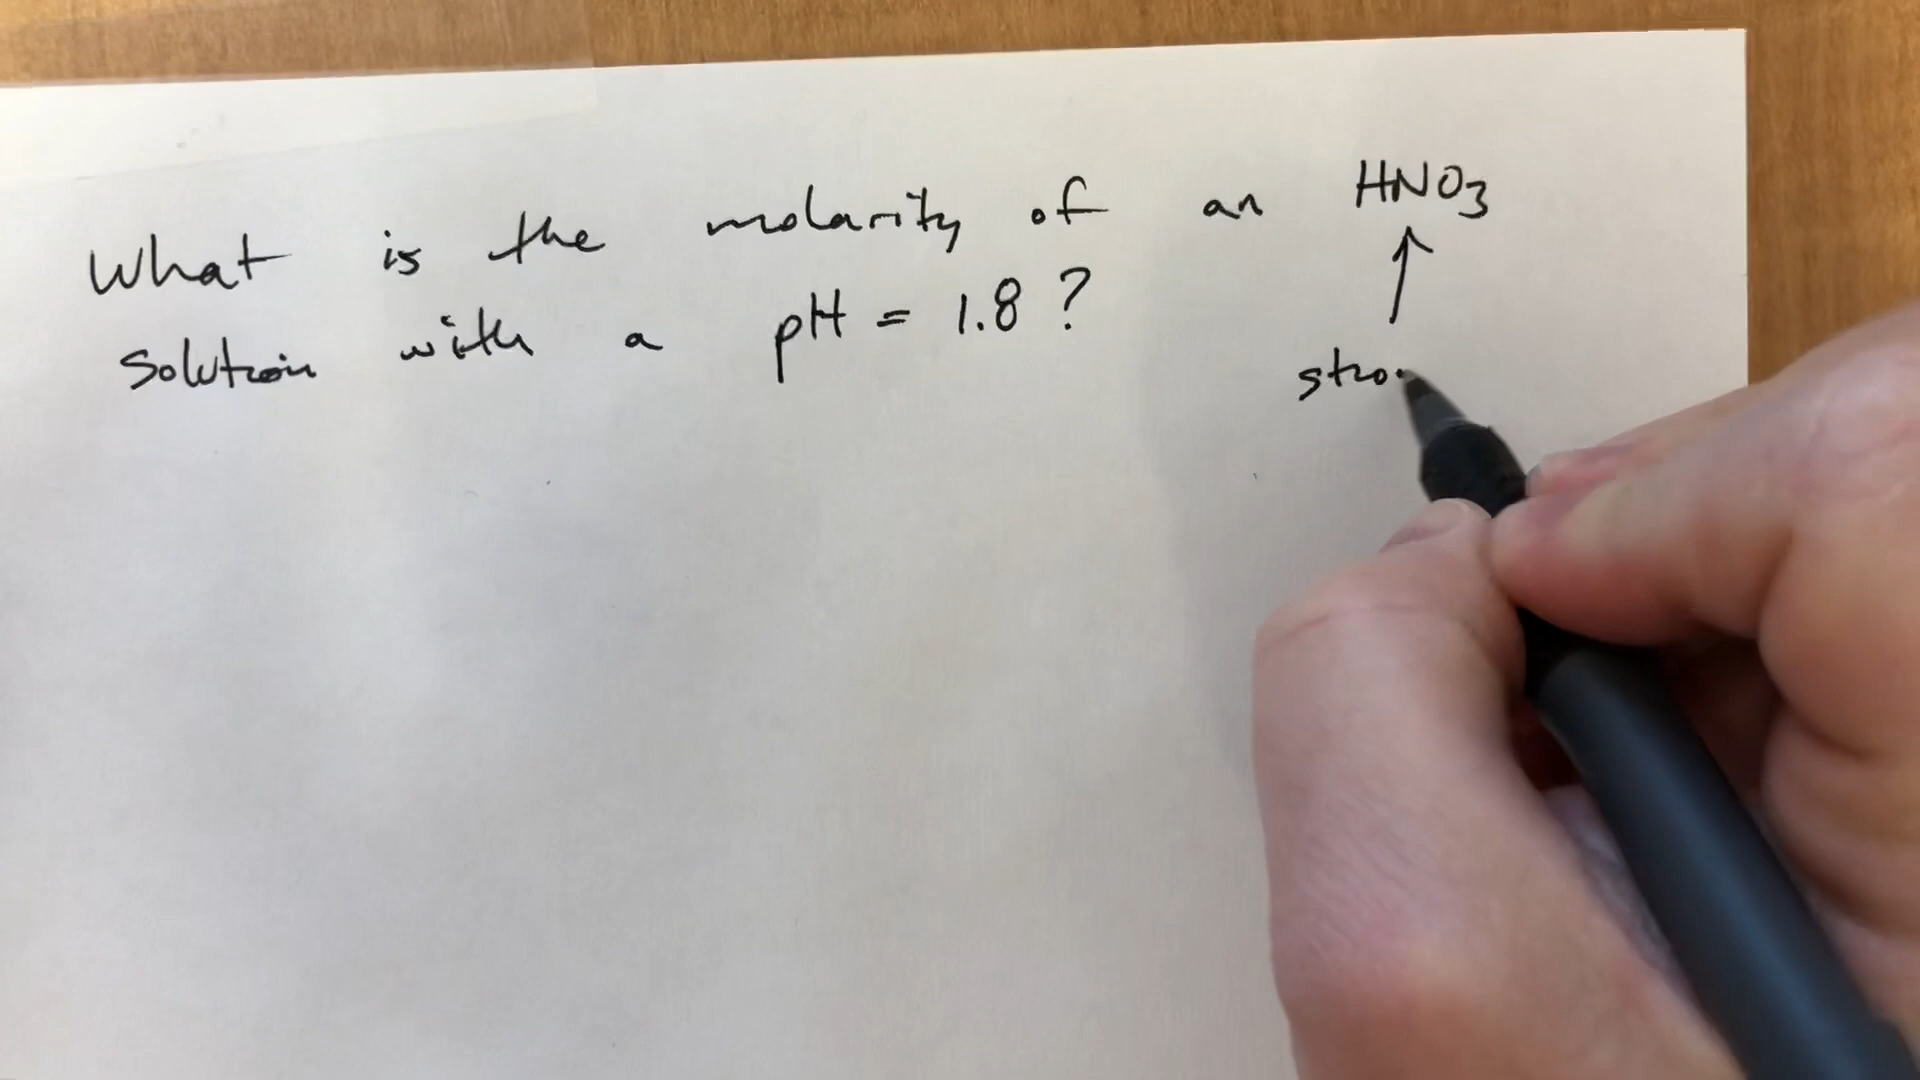 What is the molarity of an HNO3
solution with a pH = 1.8 ?
stro